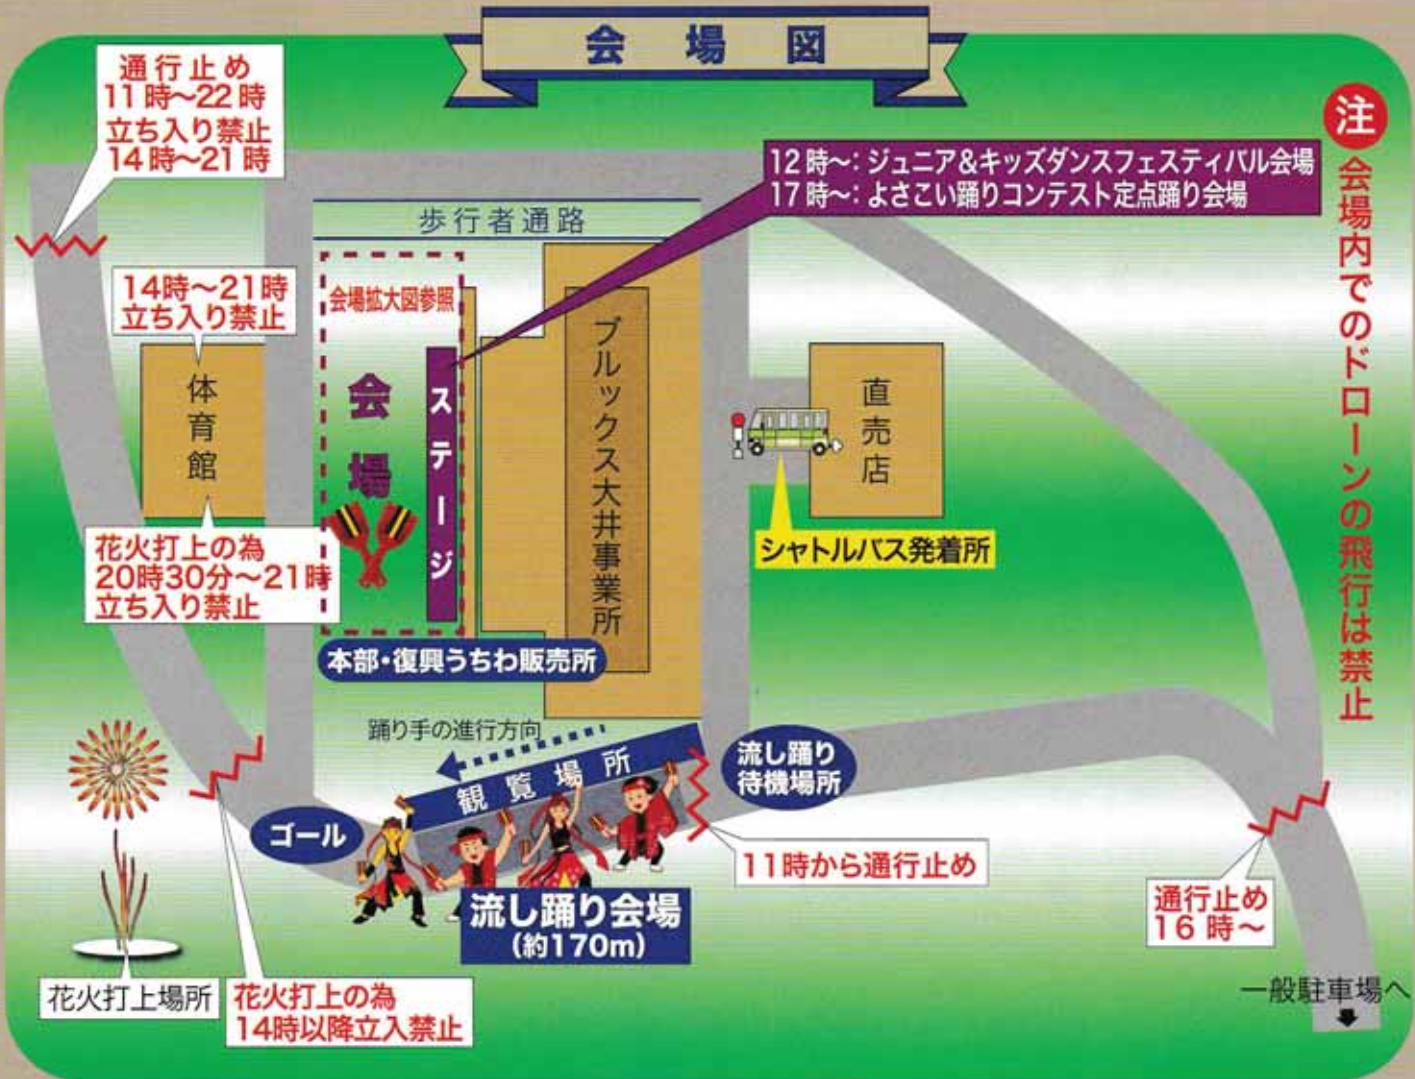 会場図
通行止め
11時～22時
立ち入り禁止
14時～21時
12時～：ジュニア&キッズダンスフェスティバル会場
17時～：よさこい踊りコンテスト定点踊り会場
注
会場内でのドローンの飛行は禁止
歩行者通路
14時～21時
立ち入り禁止
会場拡大図参照
体育館
会場
ステージ
ブルックス大井事業所
直売店
シャトルバス発着所
花火打上の為
20時30分～21時
立ち入り禁止
本部・復興うちわ販売所
踊り手の進行方向
観覧場所
流し踊り
待機場所
ゴール
11時から通行止め
流し踊り会場
(約170m)
通行止め
16時～
花火打上場所
花火打上の為
14時以降立入禁止
一般駐車場へ